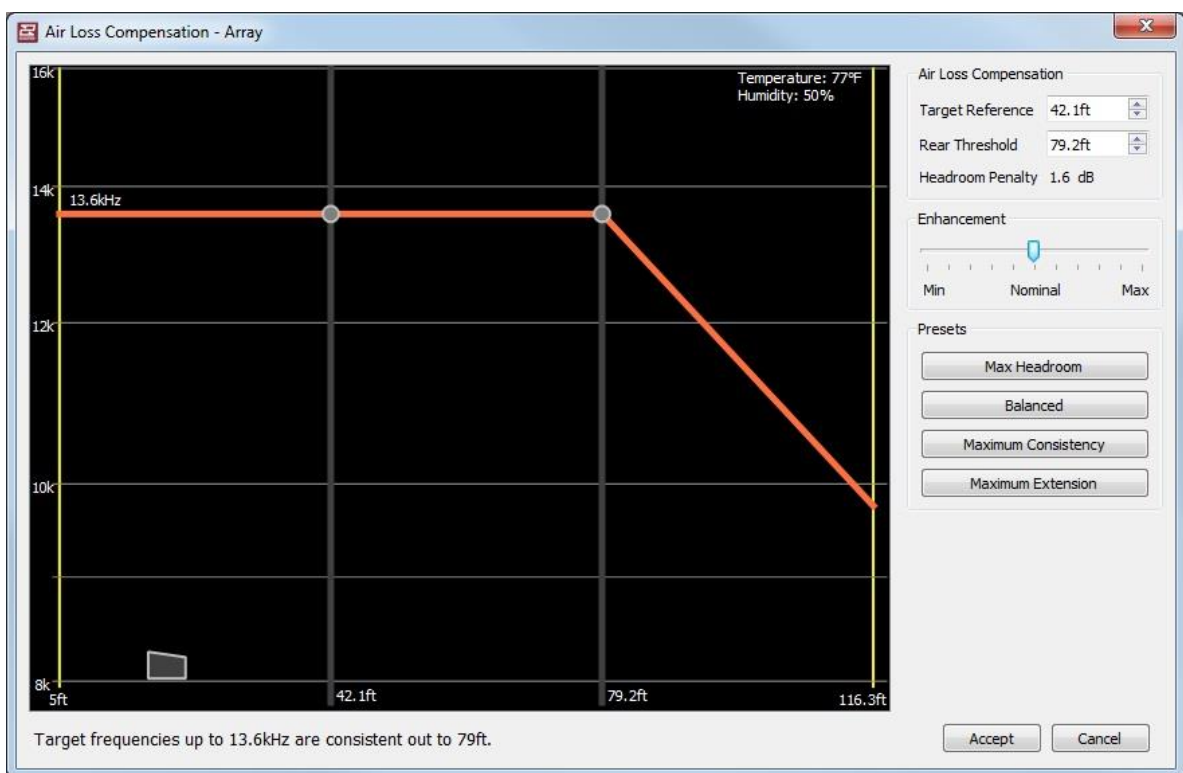 Air Loss Compensation - Array
16k
Temperature: 77°F
Humidity: 50%
14k
13.6kHz
12k
10k
8k
5ft
42.1ft
79.2ft
116.3ft
Air Loss Compensation
Target Reference 42.1ft
Rear Threshold 79.2ft
Headroom Penalty 1.6 dB
Enhancement
Min Nominal Max
Presets
Max Headroom
Balanced
Maximum Consistency
Maximum Extension
Target frequencies up to 13.6kHz are consistent out to 79ft.
Accept Cancel